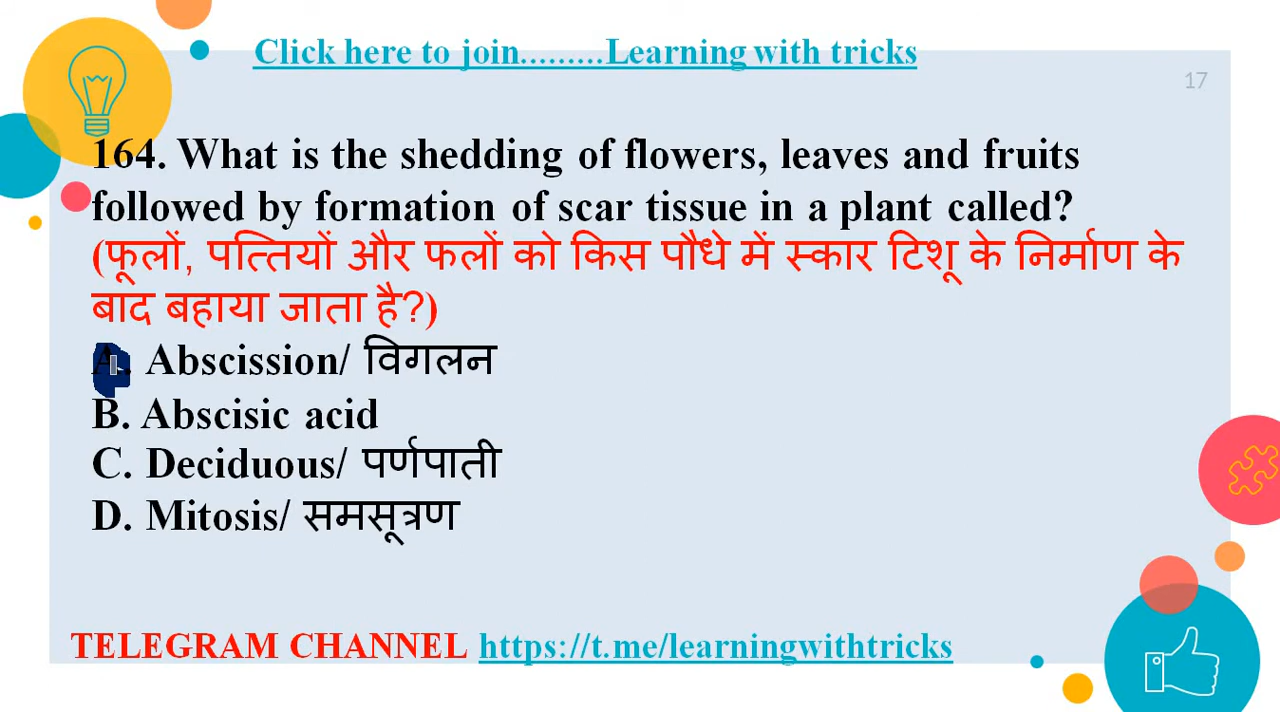 Click here to join.........Learning with tricks
17
164. What is the shedding of flowers, leaves and fruits
followed by formation of scar tissue in a plant called?
(फूलों, पत्तियों और फलों को किस पौधे में स्कार टिशू के निर्माण के
बाद बहाया जाता है?)
A. Abscission/ विगलन
B. Abscisic acid
C. Deciduous/ पर्णपाती
D. Mitosis/ समसूत्रण
TELEGRAM CHANNEL https://t.me/learningwithtricks